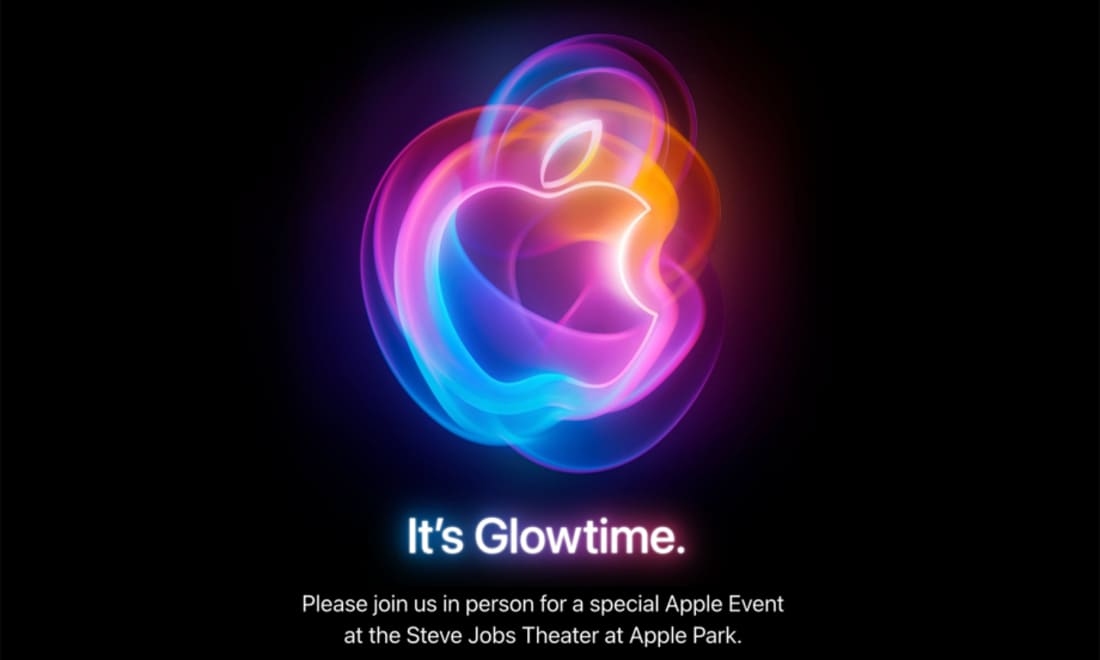 It’s Glowtime.
Please join us in person for a special Apple Event
at the Steve Jobs Theater at Apple Park.